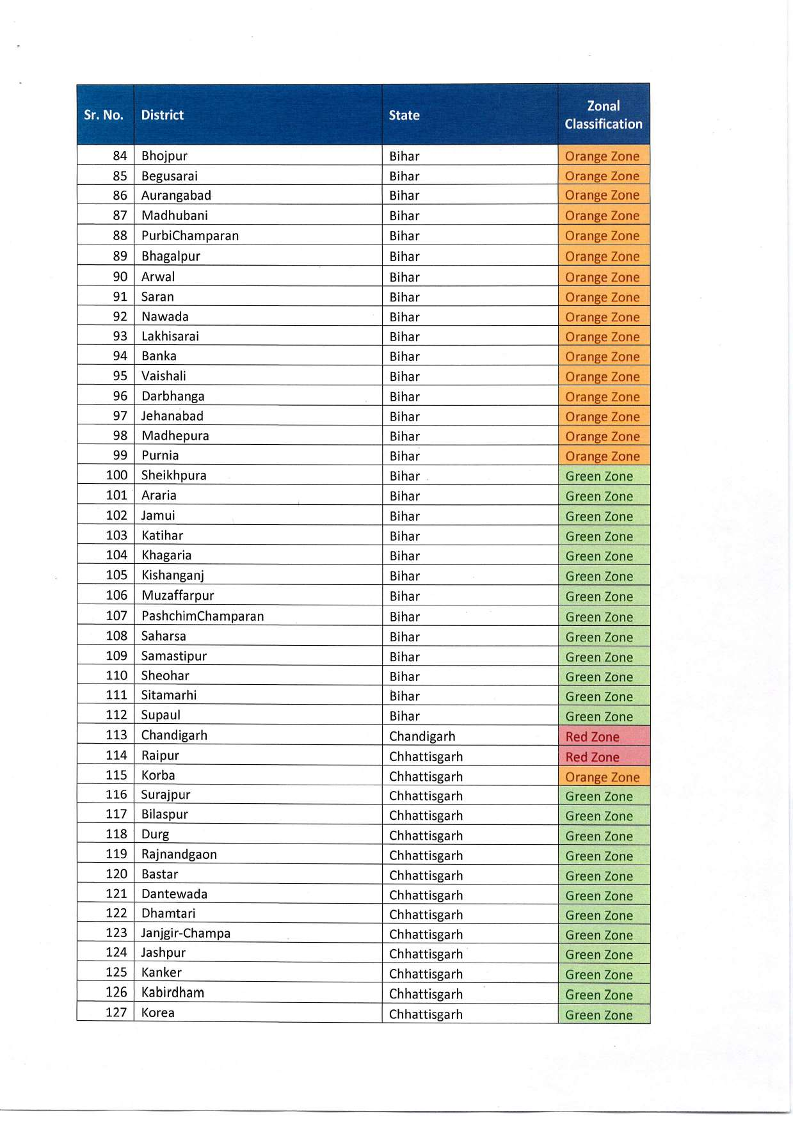 Sr. No. District State Zonal Classification
84 Bhojpur Bihar Orange Zone
85 Begusarai Bihar Orange Zone
86 Aurangabad Bihar Orange Zone
87 Madhubani Bihar Orange Zone
88 PurbiChamparan Bihar Orange Zone
89 Bhagalpur Bihar Orange Zone
90 Arwal Bihar Orange Zone
91 Saran Bihar Orange Zone
92 Nawada Bihar Orange Zone
93 Lakhisarai Bihar Orange Zone
94 Banka Bihar Orange Zone
95 Vaishali Bihar Orange Zone
96 Darbhanga Bihar Orange Zone
97 Jehanabad Bihar Orange Zone
98 Madhepura Bihar Orange Zone
99 Purnia Bihar Orange Zone
100 Sheikhpura Bihar Green Zone
101 Araria Bihar Green Zone
102 Jamui Bihar Green Zone
103 Katihar Bihar Green Zone
104 Khagaria Bihar Green Zone
105 Kishanganj Bihar Green Zone
106 Muzaffarpur Bihar Green Zone
107 PashchimChamparan Bihar Green Zone
108 Saharsa Bihar Green Zone
109 Samastipur Bihar Green Zone
110 Sheohar Bihar Green Zone
111 Sitamarhi Bihar Green Zone
112 Supaul Bihar Green Zone
113 Chandigarh Chandigarh Red Zone
114 Raipur Chhattisgarh Red Zone
115 Korba Chhattisgarh Orange Zone
116 Surajpur Chhattisgarh Green Zone
117 Bilaspur Chhattisgarh Green Zone
118 Durg Chhattisgarh Green Zone
119 Rajnandgaon Chhattisgarh Green Zone
120 Bastar Chhattisgarh Green Zone
121 Dantewada Chhattisgarh Green Zone
122 Dhamtari Chhattisgarh Green Zone
123 Janjgir-Champa Chhattisgarh Green Zone
124 Jashpur Chhattisgarh Green Zone
125 Kanker Chhattisgarh Green Zone
126 Kabirdham Chhattisgarh Green Zone
127 Korea Chhattisgarh Green Zone